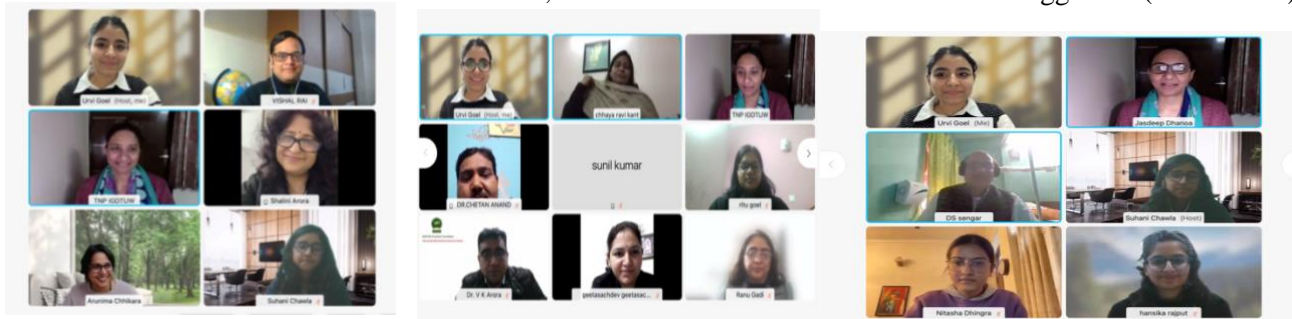 Urvi Goel (Host, me)
VISHAL RAI
TNP IGDTUW
Shalini Arora
Arunima Chhikara
Suhani Chawla
Urvi Goel (Host, me)
chhaya ravi kant
TNP IGDTUW
DR.CHETAN ANAND
sunil kumar
ritu goel
Dr. V K Arora
geetasachdev geetasac...
Ranu Gadi
Urvi Goel (Me)
Jasdeep Dhanoa
DS sengar
Suhani Chawla (Host)
Nitasha Dhingra
hansika rajput